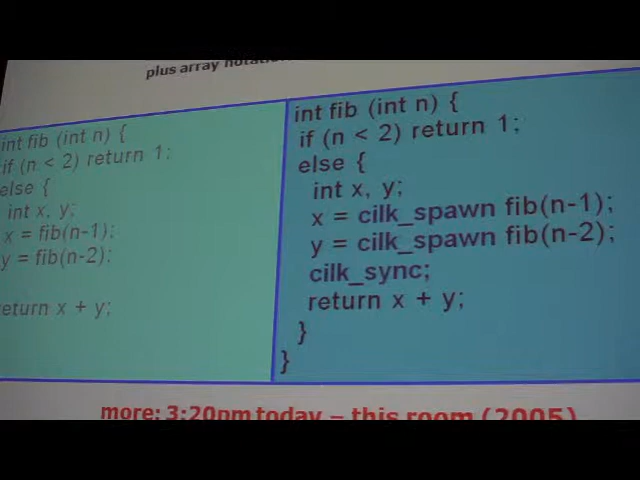 plus array notatio
int fib (int n) {
if (n < 2) return 1;
else {
int x, y;
x = fib(n-1);
y = fib(n-2);
eturn x + y;
int fib (int n) {
if (n < 2) return 1;
else {
int x, y;
x = cilk_spawn fib(n-1);
y = cilk_spawn fib(n-2);
cilk_sync;
return x + y;
}
}
more: 3:20pm today – this room (2005)